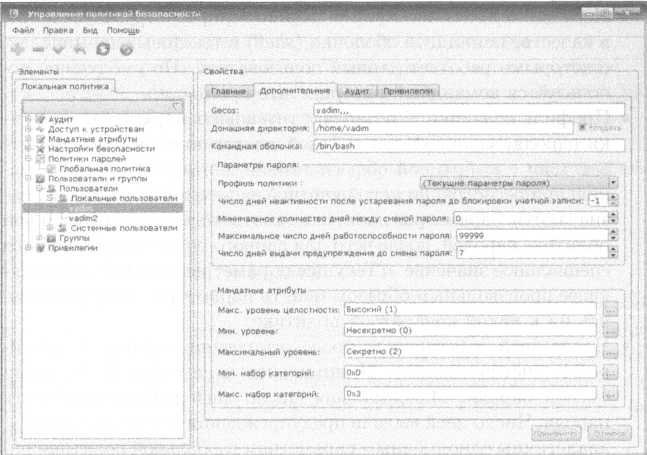 Управление политикой безопасности
Файл Правка Вид Помощь
Элементы
Локальная политика
Аудит
Доступ к устройствам
Мандатные атрибуты
Настройки безопасности
Политики паролей
Глобальная политика
Пользователи и группы
Пользователи
Локальные пользователи
vadim2
Системные пользователи
Группы
Привилегии
Свойства
Главные Дополнительные Аудит Привилегии
Gecos: vadim,,,
Домашняя директория: /home/vadim
Командная оболочка: /bin/bash
Параметры пароля:
Профиль политики : (Текущие параметры пароля)
Число дней неактивности после устаревания пароля до блокировки учетной записи: -1
Минимальное количество дней между сменой пароля: 0
Максимальное число дней работоспособности пароля: 99999
Число дней выдачи предупреждения до смены пароля: 7
Мандатные атрибуты
Макс. уровень целостности: Высокий (1) ...
Мин. уровень: Несекретно (0) ...
Максимальный уровень: Секретно (2) ...
Мин. набор категорий: 0x0 ...
Макс. набор категорий: 0x3 ...